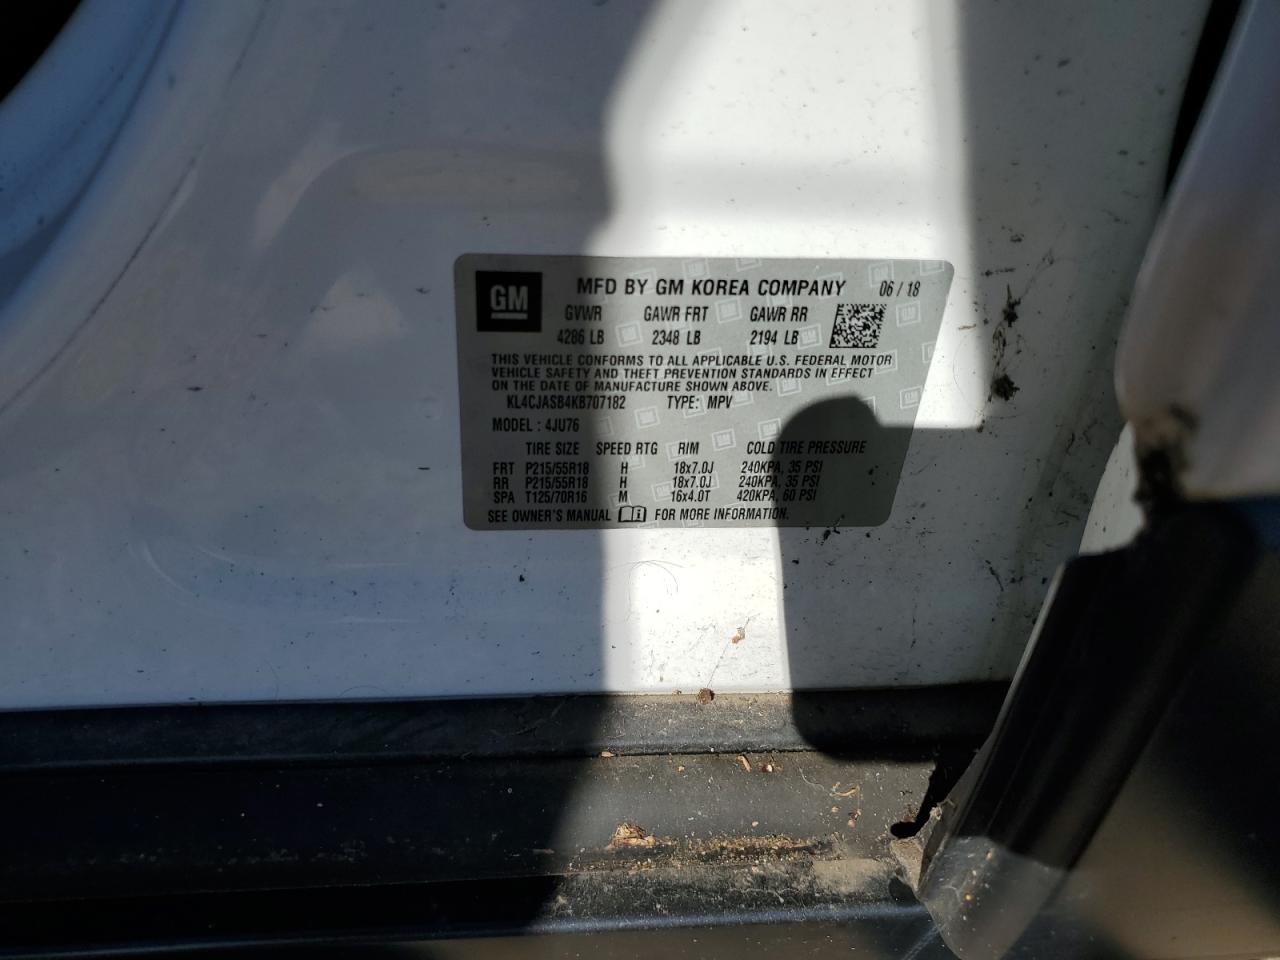 GM MFD BY GM KOREA COMPANY 06 / 18
GVWR GAWR FRT GAWR RR
4286 LB 2348 LB 2194 LB
THIS VEHICLE CONFORMS TO ALL APPLICABLE U.S. FEDERAL MOTOR
VEHICLE SAFETY AND THEFT PREVENTION STANDARDS IN EFFECT
ON THE DATE OF MANUFACTURE SHOWN ABOVE.
KL4CJASB4KB707182 TYPE: MPV
MODEL : 4JU76
TIRE SIZE SPEED RTG RIM COLD TIRE PRESSURE
FRT P215/55R18 H 18x7.0J 240KPA, 35 PSI
RR P215/55R18 H 18x7.0J 240KPA, 35 PSI
SPA T125/70R16 M 16x4.0T 420KPA, 60 PSI
SEE OWNER'S MANUAL FOR MORE INFORMATION.